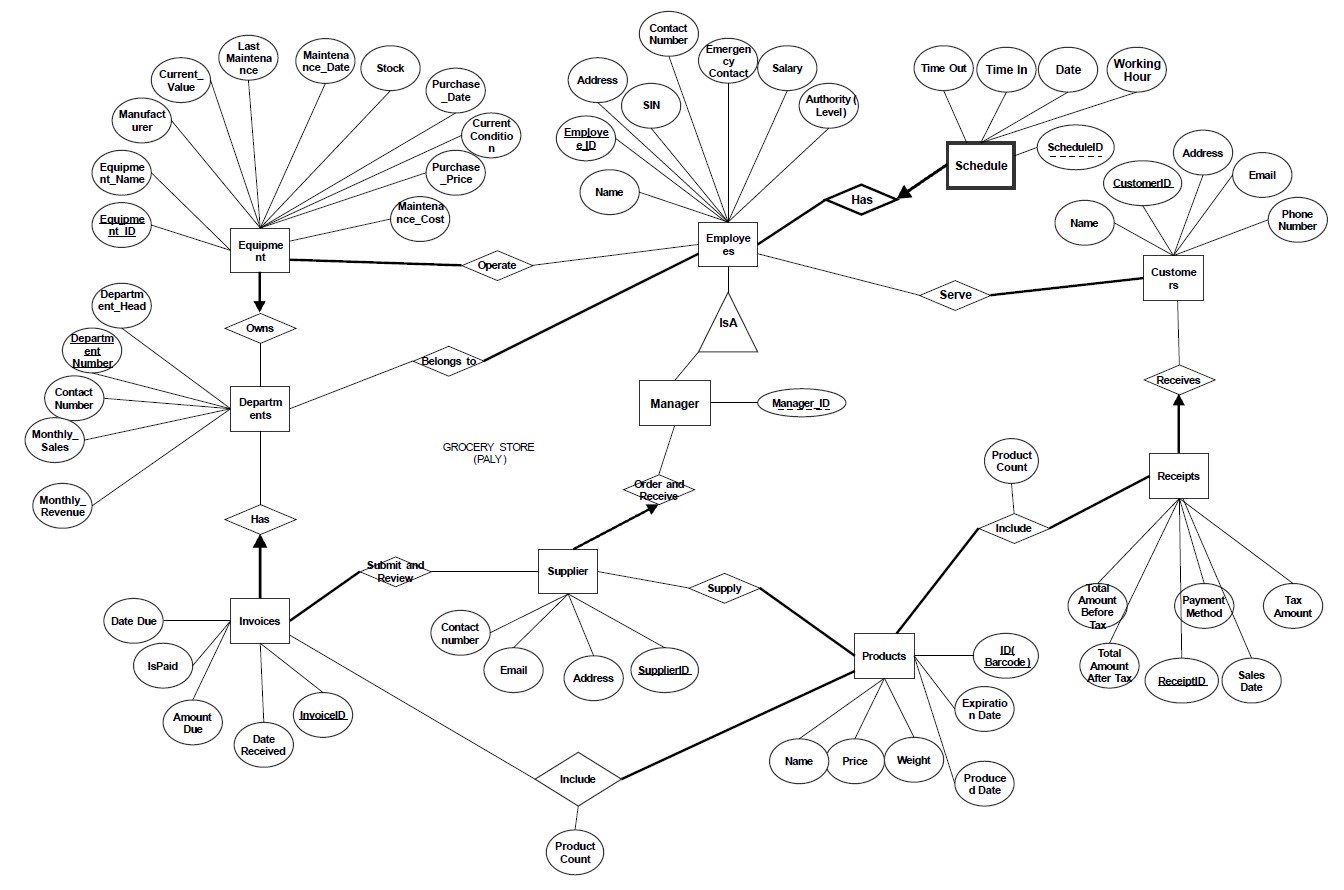 Contact
Number
Emergen
cy
Contact
Salary
Address
SIN
Authority(
Level)
Employe
e_ID
Name
Last
Maintena
nce
Maintena
nce_Date
Stock
Current_
Value
Purchase
_Date
Manufact
urer
Current
Conditio
n
Equipme
nt_Name
Purchase
_Price
Equipme
nt_ID
Maintena
nce_Cost
Equipme
nt
Operate
Employe
es
Has
Time Out
Time In
Date
Working
Hour
Schedule
ScheduleID
Address
CustomerID
Email
Name
Phone
Number
Custome
rs
Serve
Departm
ent_Head
Owns
Departm
ent
Number
Contact
Number
Departm
ents
Monthly_
Sales
Monthly_
Revenue
Belongs to
IsA
Manager
Manager_ID
Receives
GROCERY STORE
(PALY)
Order and
Receive
Product
Count
Receipts
Include
Has
Submit and
Review
Supplier
Supply
Total
Amount
Before
Tax
Payment
Method
Tax
Amount
Total
Amount
After Tax
ReceiptID
Sales
Date
Date Due
Invoices
IsPaid
Amount
Due
Date
Received
InvoiceID
Contact
number
Email
Address
SupplierID
Products
ID(
Barcode)
Expiratio
n Date
Name
Price
Weight
Produce
d Date
Include
Product
Count